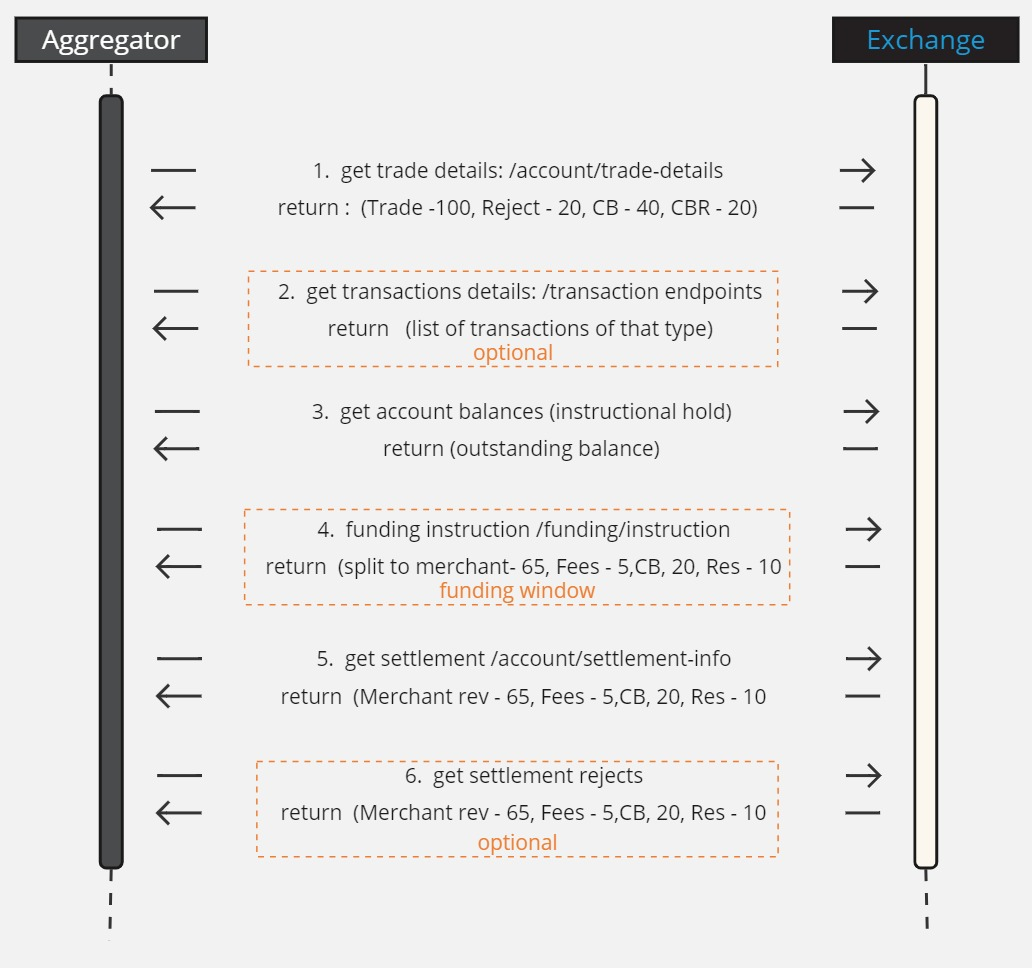 Aggregator
Exchange
1. get trade details: /account/trade-details
return : (Trade -100, Reject - 20, CB - 40, CBR - 20)
2. get transactions details: /transaction endpoints
return (list of transactions of that type)
optional
3. get account balances (instructional hold)
return (outstanding balance)
4. funding instruction /funding/instruction
return (split to merchant- 65, Fees - 5,CB, 20, Res - 10
funding window
5. get settlement /account/settlement-info
return (Merchant rev - 65, Fees - 5,CB, 20, Res - 10
6. get settlement rejects
return (Merchant rev - 65, Fees - 5,CB, 20, Res - 10
optional